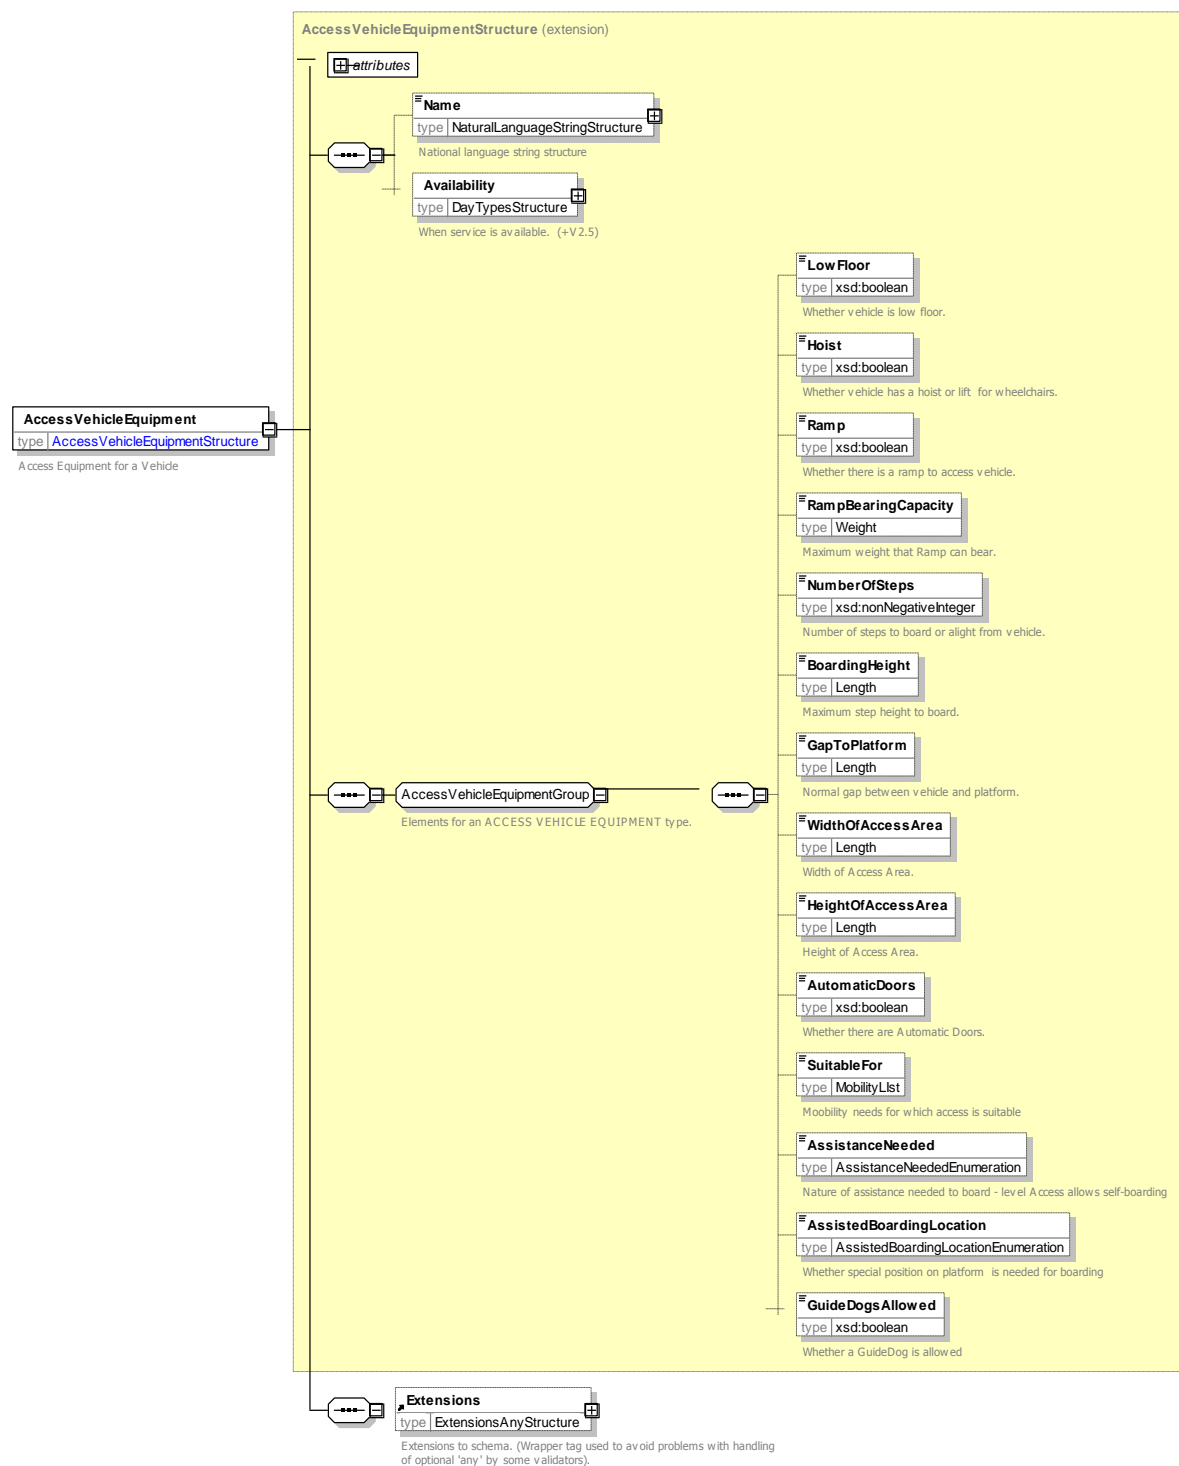 AccessVehicleEquipmentStructure (extension)
attributes
Name
type NaturalLanguageStringStructure
National language string structure
Availability
type DayTypesStructure
When service is available. (+V2.5)
LowFloor
type xsd:boolean
Whether vehicle is low floor.
Hoist
type xsd:boolean
Whether vehicle has a hoist or lift for wheelchairs.
AccessVehicleEquipment
type AccessVehicleEquipmentStructure
Access Equipment for a Vehicle
Ramp
type xsd:boolean
Whether there is a ramp to access vehicle.
RampBearingCapacity
type Weight
Maximum weight that Ramp can bear.
NumberOfSteps
type xsd:nonNegativeInteger
Number of steps to board or alight from vehicle.
BoardingHeight
type Length
Maximum step height to board.
GapToPlatform
type Length
Normal gap between vehicle and platform.
AccessVehicleEquipmentGroup
Elements for an ACCESS VEHICLE EQUIPMENT type.
WidthOfAccessArea
type Length
Width of Access Area.
HeightOfAccessArea
type Length
Height of Access Area.
AutomaticDoors
type xsd:boolean
Whether there are Automatic Doors.
SuitableFor
type MobilityLIst
Moobility needs for which access is suitable
AssistanceNeeded
type AssistanceNeededEnumeration
Nature of assistance needed to board - level Access allows self-boarding
AssistedBoardingLocation
type AssistedBoardingLocationEnumeration
Whether special position on platform is needed for boarding
GuideDogsAllowed
type xsd:boolean
Whether a GuideDog is allowed
Extensions
type ExtensionsAnyStructure
Extensions to schema. (Wrapper tag used to avoid problems with handling
of optional 'any' by some validators).